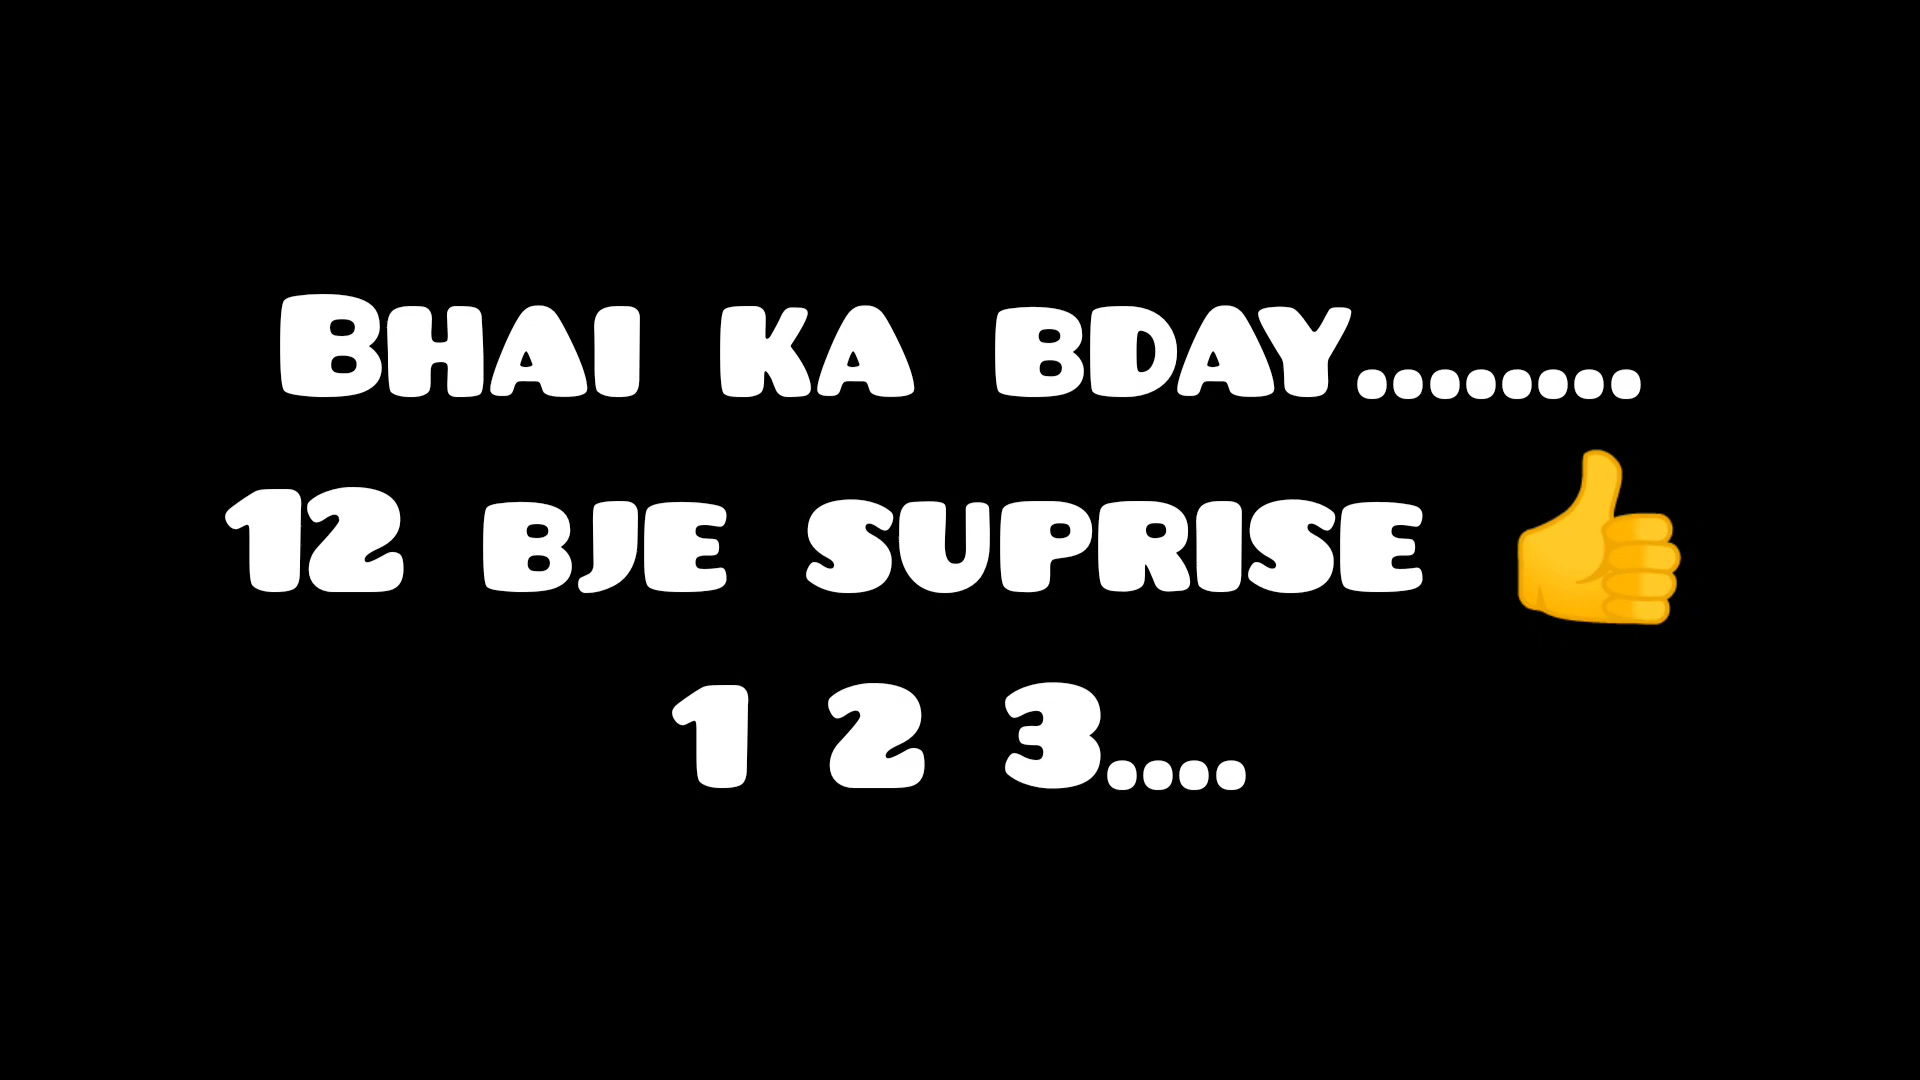 Bhai ka bday........
12 bje suprise 👍
1 2 3....